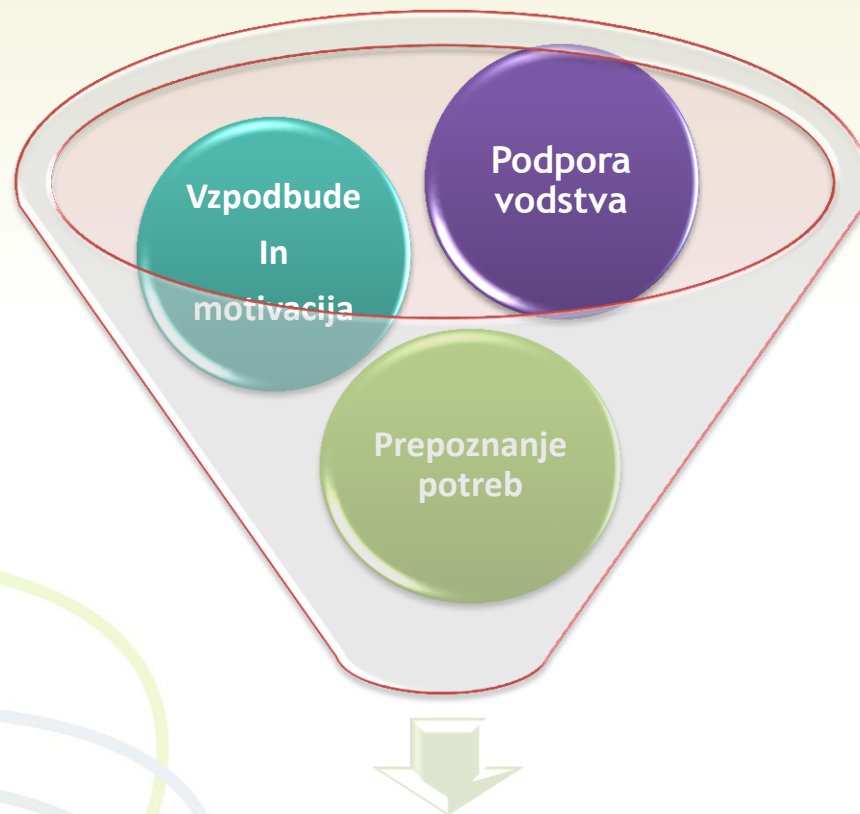 Vzpodbude
In
motivacija
Podpora
vodstva
Prepoznanje
potreb